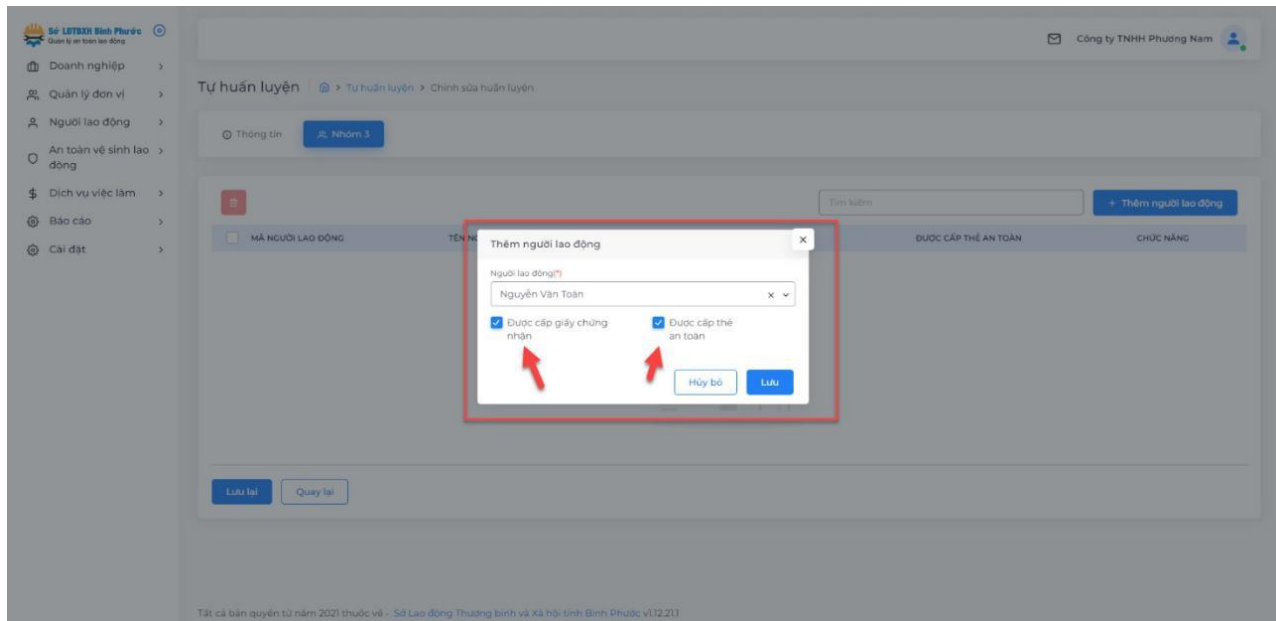 Sở LĐTBXH Bình Phước
Quản lý an toàn lao động
Công ty TNHH Phương Nam
Doanh nghiệp
Quản lý đơn vị
Người lao động
An toàn vệ sinh lao
động
Dịch vụ việc làm
Báo cáo
Cài đặt
Tự huấn luyện
Tự huấn luyện > Chỉnh sửa huấn luyện
Thông tin
Nhóm 3
Tìm kiếm
+ Thêm người lao động
MÃ NGƯỜI LAO ĐỘNG
TÊN
ĐƯỢC CẤP THẺ AN TOÀN
CHỨC NĂNG
Thêm người lao động
Người lao động(*)
Nguyễn Văn Toàn
Được cấp giấy chứng
nhận
Được cấp thẻ
an toàn
Hủy bỏ
Lưu
Lưu lại
Quay lại
Tất cả bản quyền từ năm 2021 thuộc về - Sở Lao động Thương binh và Xã hội tỉnh Bình Phước v1.12.21.1